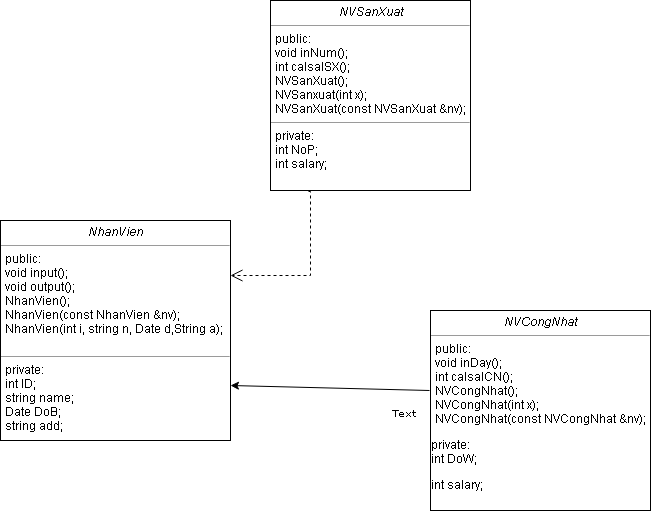 NVSanXuat
public:
void inNum();
int calsalSX();
NVSanXuat();
NVSanxuat(int x);
NVSanXuat(const NVSanXuat &nv);
private:
int NoP;
int salary;
NhanVien
public:
void input();
void output();
NhanVien();
NhanVien(const NhanVien &nv);
NhanVien(int i, string n, Date d,String a);
private:
int ID;
string name;
Date DoB;
string add;
NVCongNhat
public:
void inDay();
int calsalCN();
NVCongNhat();
NVCongNhat(int x);
NVCongNhat(const NVCongNhat &nv);
private:
int DoW;
int salary;
Text